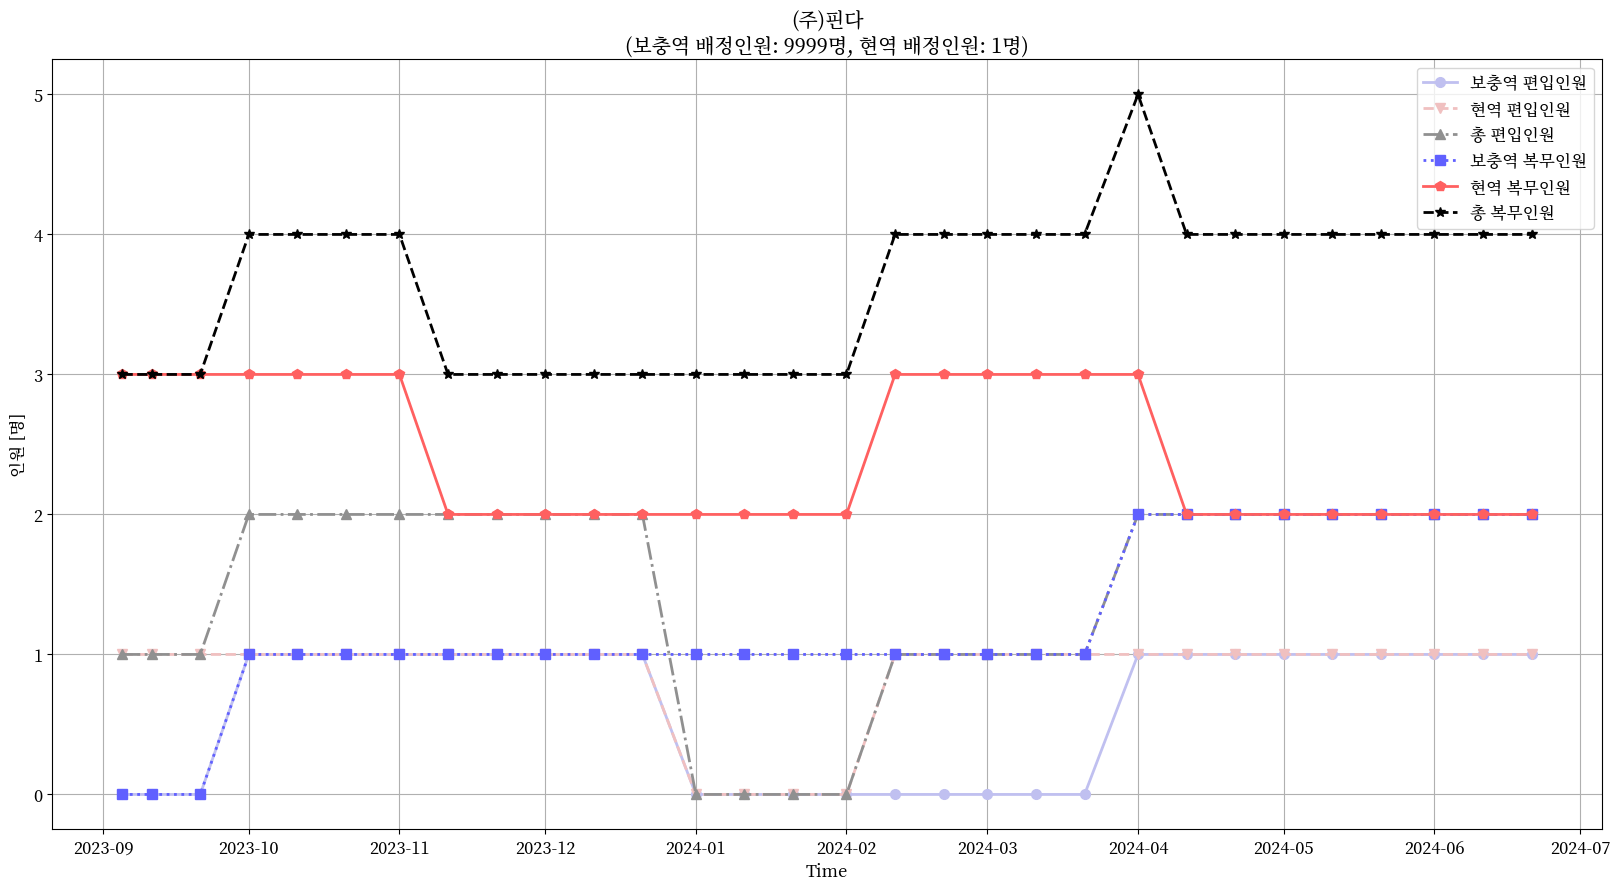 (주)핀다
(보충역 배정인원: 9999명, 현역 배정인원: 1명)
보충역 편입인원
현역 편입인원
총 편입인원
보충역 복무인원
현역 복무인원
총 복무인원
인원 [명]
5
4
3
2
1
0
2023-09 2023-10 2023-11 2023-12 2024-01 2024-02 2024-03 2024-04 2024-05 2024-06 2024-07
Time